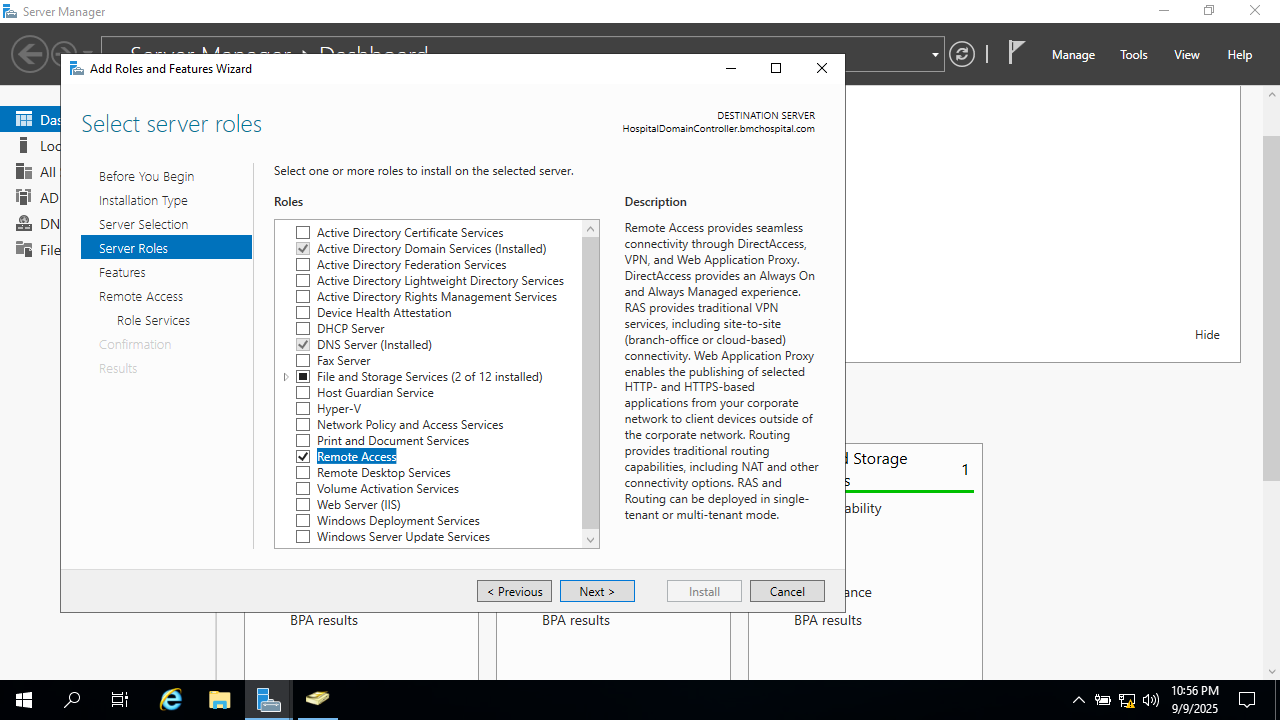 Server Manager
Server Manager › Dashboard
Manage
Tools
View
Help
Add Roles and Features Wizard
Select server roles
DESTINATION SERVER
HospitalDomainController.bmchospital.com
Before You Begin
Installation Type
Server Selection
Server Roles
Features
Remote Access
Role Services
Confirmation
Results
Select one or more roles to install on the selected server.
Roles
Active Directory Certificate Services
Active Directory Domain Services (Installed)
Active Directory Federation Services
Active Directory Lightweight Directory Services
Active Directory Rights Management Services
Device Health Attestation
DHCP Server
DNS Server (Installed)
Fax Server
File and Storage Services (2 of 12 installed)
Host Guardian Service
Hyper-V
Network Policy and Access Services
Print and Document Services
Remote Access
Remote Desktop Services
Volume Activation Services
Web Server (IIS)
Windows Deployment Services
Windows Server Update Services
Description
Remote Access provides seamless
connectivity through DirectAccess,
VPN, and Web Application Proxy.
DirectAccess provides an Always On
and Always Managed experience.
RAS provides traditional VPN
services, including site-to-site
(branch-office or cloud-based)
connectivity. Web Application Proxy
enables the publishing of selected
HTTP- and HTTPS-based
applications from your corporate
network to client devices outside of
the corporate network. Routing
provides traditional routing
capabilities, including NAT and other
connectivity options. RAS and
Routing can be deployed in single-
tenant or multi-tenant mode.
< Previous
Next >
Install
Cancel
Das
Loc
All
AD
DN
File
Hide
d Storage
s
1
ability
ance
BPA results
BPA results
BPA results
10:56 PM
9/9/2025